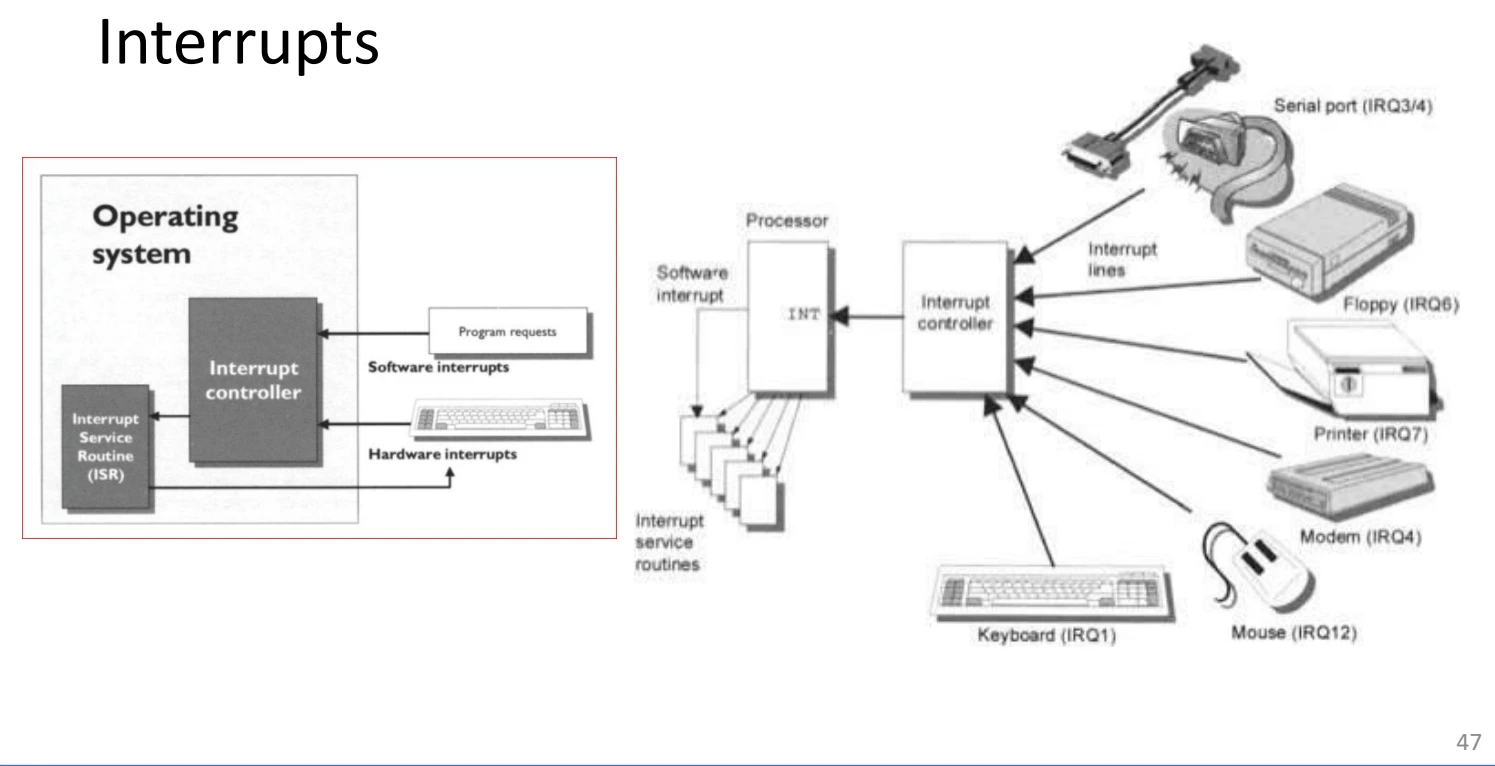 Interrupts
Operating
system
Interrupt
controller
Interrupt
Service
Routine
(ISR)
Program requests
Software interrupts
Hardware interrupts
Processor
Software
interrupt
INT
Interrupt
controller
Interrupt
lines
Interrupt
service
routines
Serial port (IRQ3/4)
Floppy (IRQ6)
Printer (IRQ7)
Modem (IRQ4)
Mouse (IRQ12)
Keyboard (IRQ1)
47